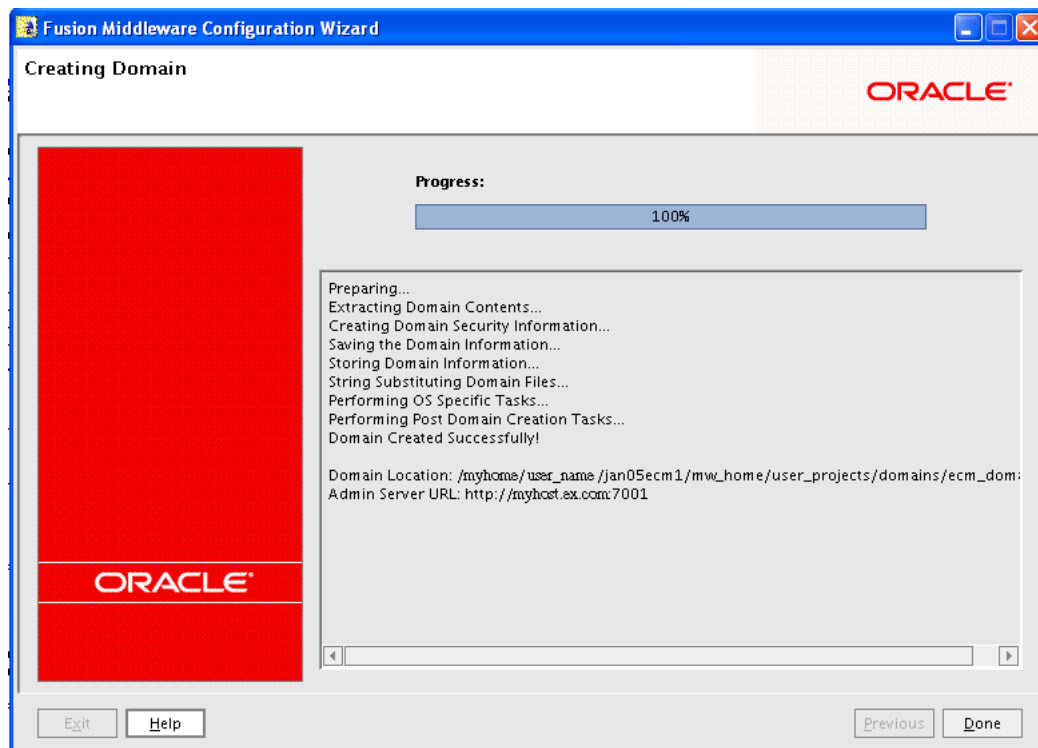 Fusion Middleware Configuration Wizard
Creating Domain
ORACLE
Progress:
100%
Preparing...
Extracting Domain Contents...
Creating Domain Security Information...
Saving the Domain Information...
Storing Domain Information...
String Substituting Domain Files...
Performing OS Specific Tasks...
Performing Post Domain Creation Tasks...
Domain Created Successfully!
Domain Location: /myhome/user_name/jan05ecm1/mw_home/user_projects/domains/ecm_dom
Admin Server URL: http://myhost.ex.com:7001
ORACLE
Exit
Help
Previous
Done